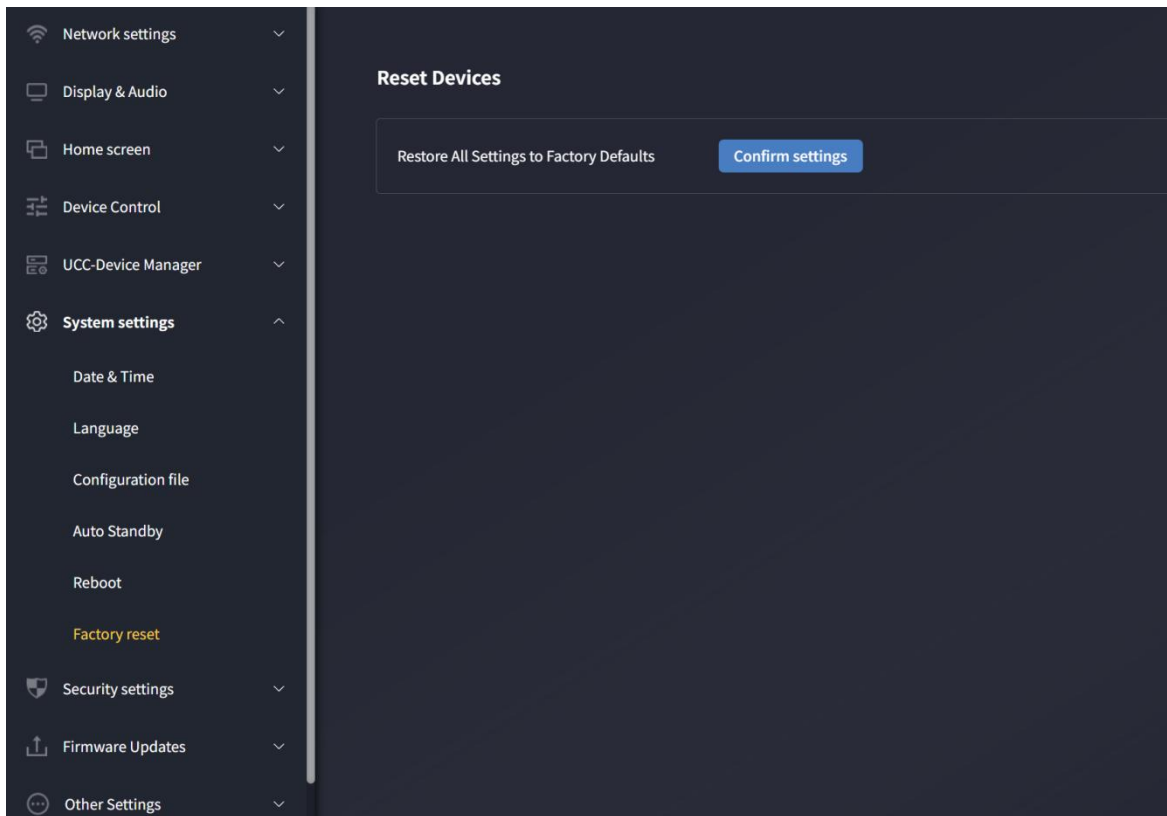 Network settings
Display & Audio
Home screen
Device Control
UCC-Device Manager
System settings
Date & Time
Language
Configuration file
Auto Standby
Reboot
Factory reset
Security settings
Firmware Updates
Other Settings
Reset Devices
Restore All Settings to Factory Defaults
Confirm settings